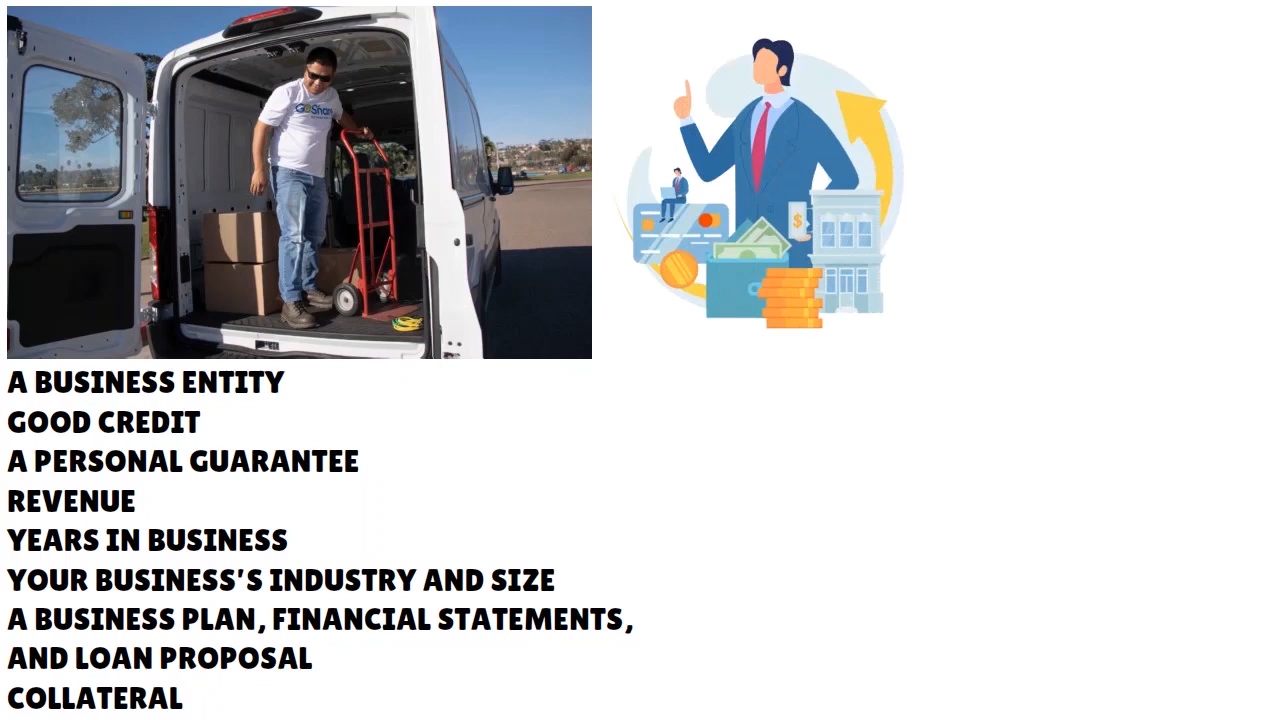 GoShare
$
A BUSINESS ENTITY
GOOD CREDIT
A PERSONAL GUARANTEE
REVENUE
YEARS IN BUSINESS
YOUR BUSINESS'S INDUSTRY AND SIZE
A BUSINESS PLAN, FINANCIAL STATEMENTS,
AND LOAN PROPOSAL
COLLATERAL